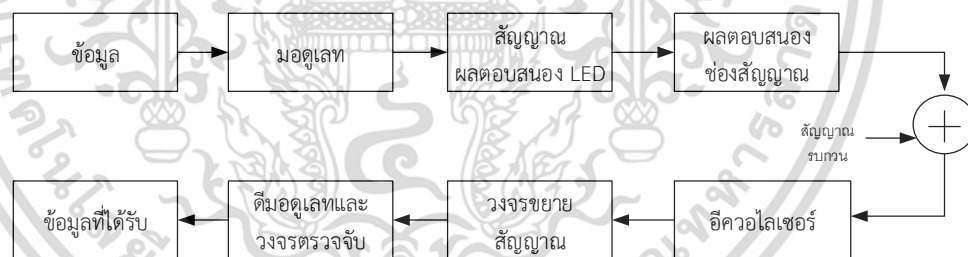 ข้อมูล
มอดูเลท
สัญญาณ
ผลตอบสนอง LED
ผลตอบสนอง
ช่องสัญญาณ
สัญญาณ
รบกวน
ข้อมูลที่ได้รับ
ดีมอดูเลทและ
วงจรตรวจจับ
วงจรขยาย
สัญญาณ
อีควอไลเซอร์